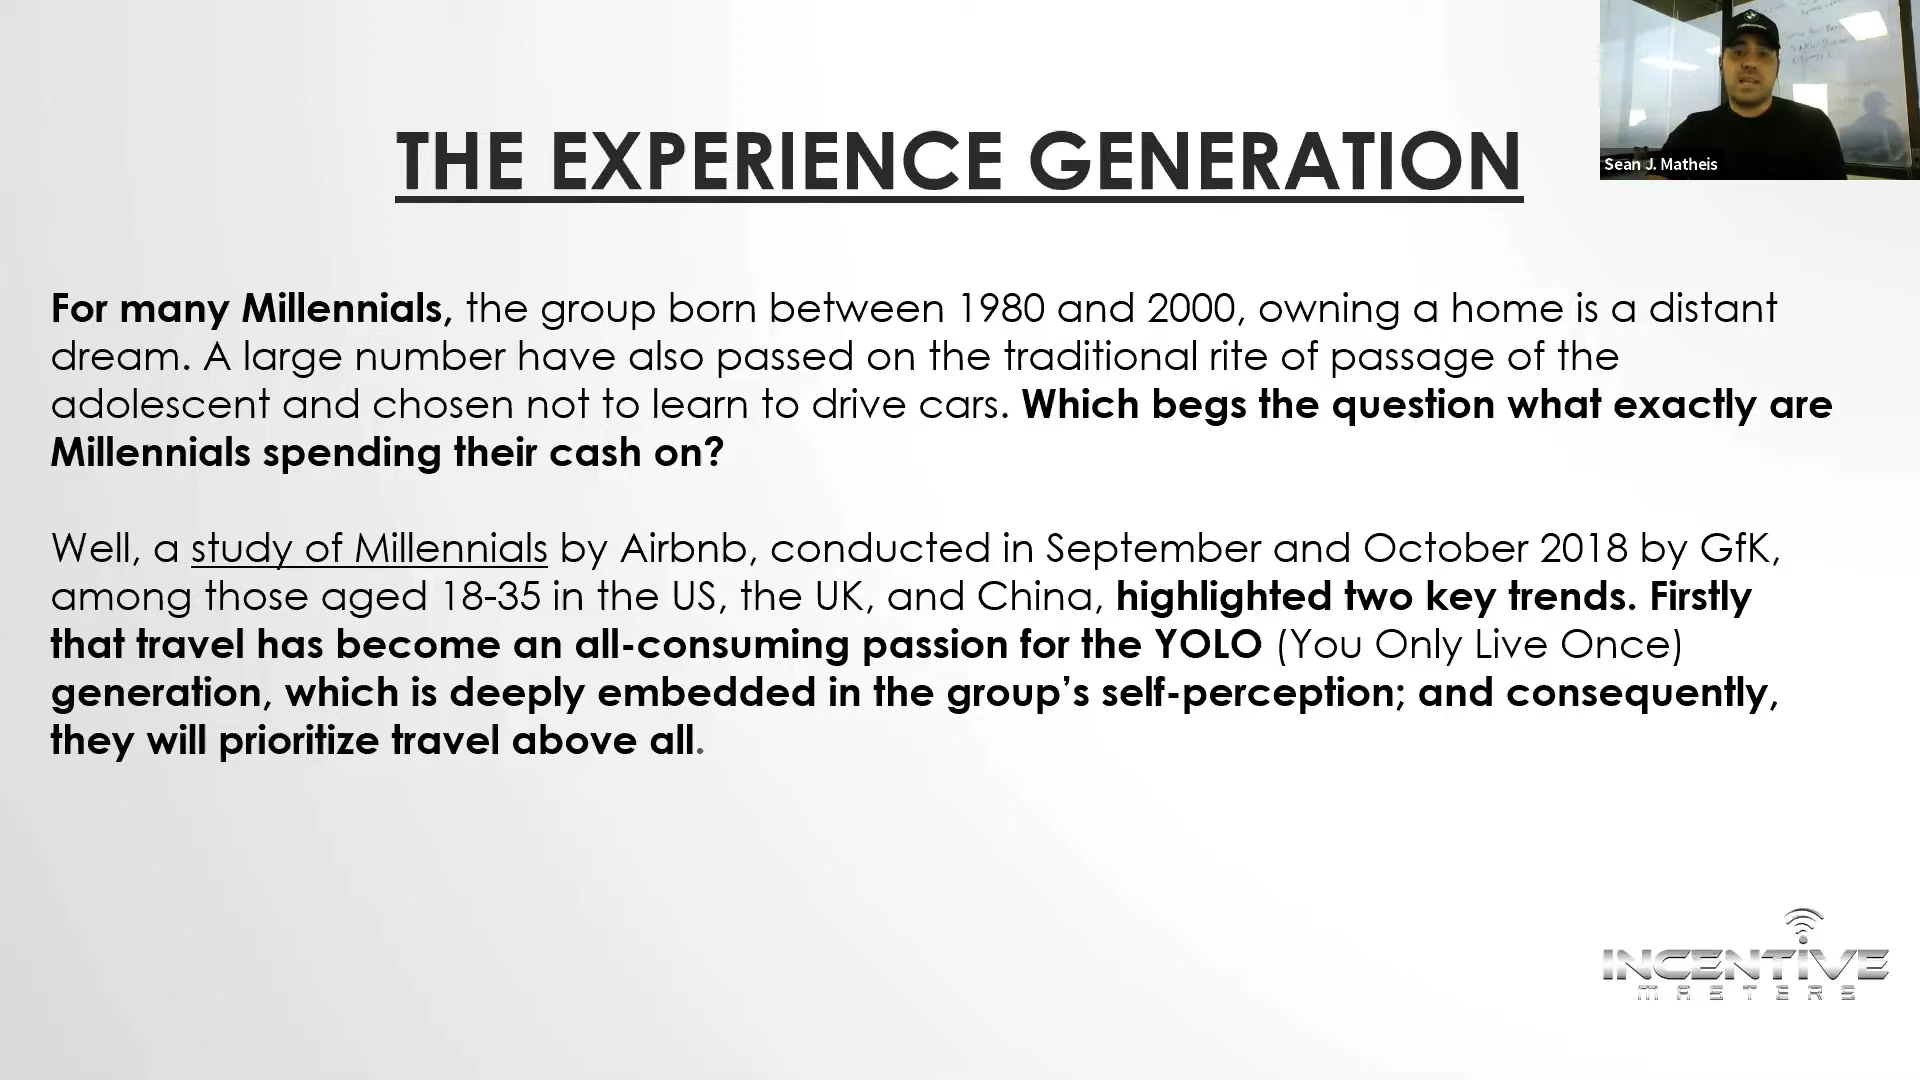 THE EXPERIENCE GENERATION
Sean J. Matheis
For many Millennials, the group born between 1980 and 2000, owning a home is a distant
dream. A large number have also passed on the traditional rite of passage of the
adolescent and chosen not to learn to drive cars. Which begs the question what exactly are
Millennials spending their cash on?
Well, a study of Millennials by Airbnb, conducted in September and October 2018 by GfK,
among those aged 18-35 in the US, the UK, and China, highlighted two key trends. Firstly
that travel has become an all-consuming passion for the YOLO (You Only Live Once)
generation, which is deeply embedded in the group’s self-perception; and consequently,
they will prioritize travel above all.
INCENTIVE
MASTERS